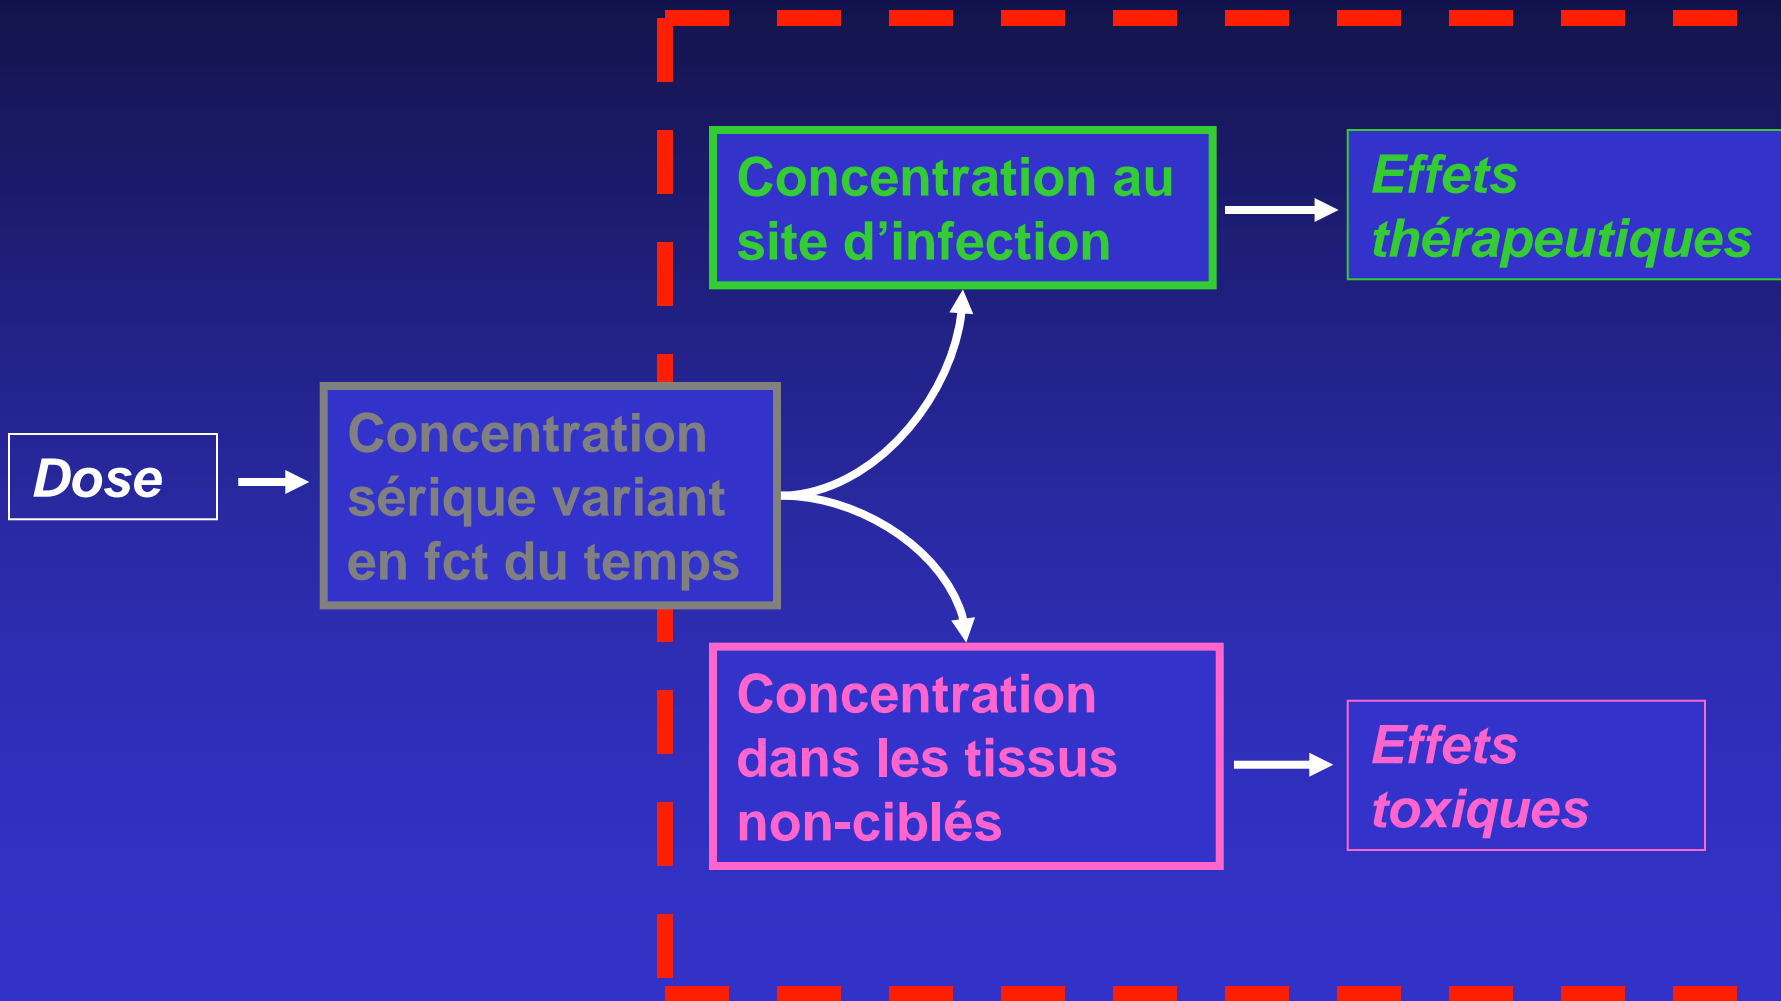 Dose
Concentration
sérique variant
en fct du temps
Concentration au
site d’infection
Effets
thérapeutiques
Concentration
dans les tissus
non-ciblés
Effets
toxiques